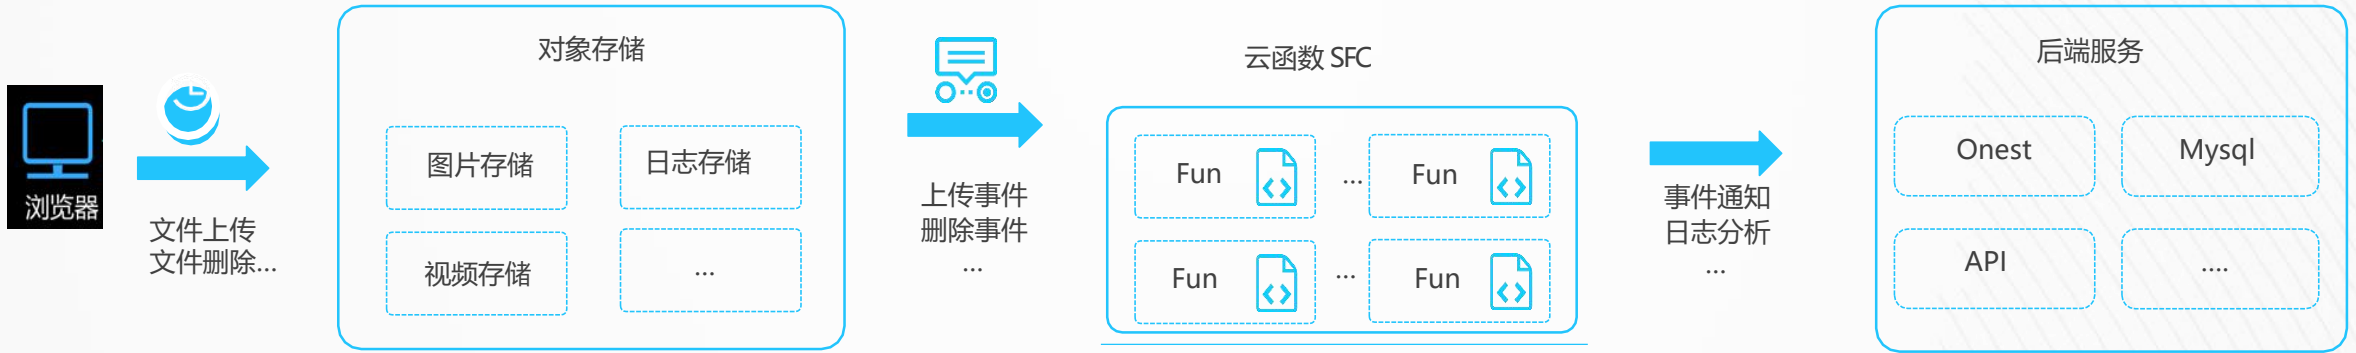 浏览器
文件上传
文件删除...
对象存储
图片存储
日志存储
视频存储
...
上传事件
删除事件
...
云函数 SFC
Fun
...
Fun
Fun
...
Fun
事件通知
日志分析
...
后端服务
Onest
Mysql
API
....